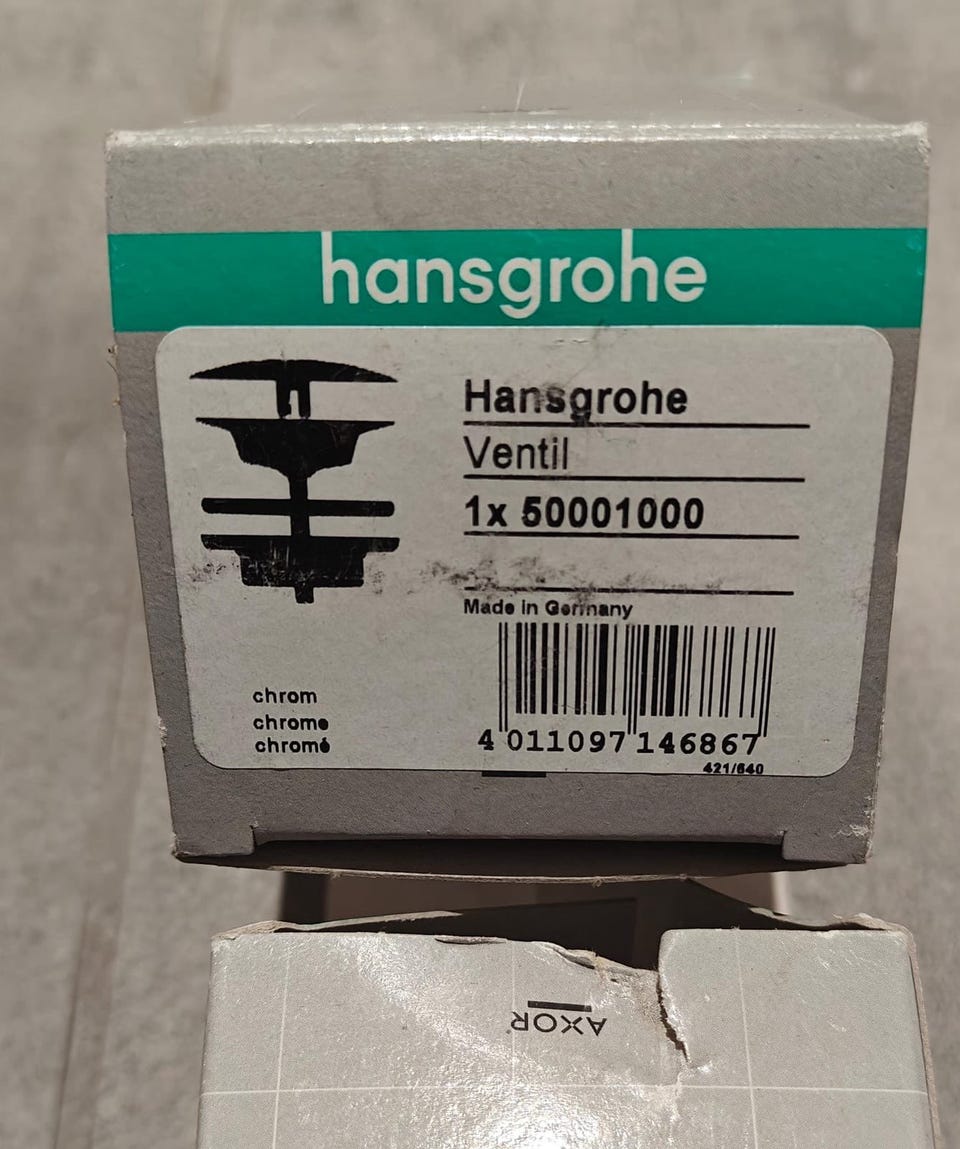 hansgrohe
Hansgrohe
Ventil
1x 50001000
Made in Germany
chrom
chrome
chromé
4 011097 146867
421/640
AXOR